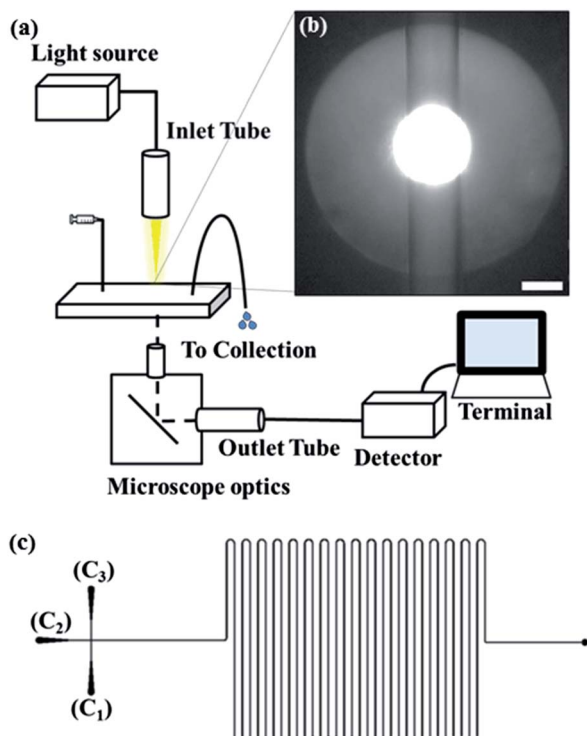 (a)
(b)
Light source
Inlet Tube
To Collection
Outlet Tube
Detector
Terminal
Microscope optics
(c)
(C₃)
(C₂)
(C₁)